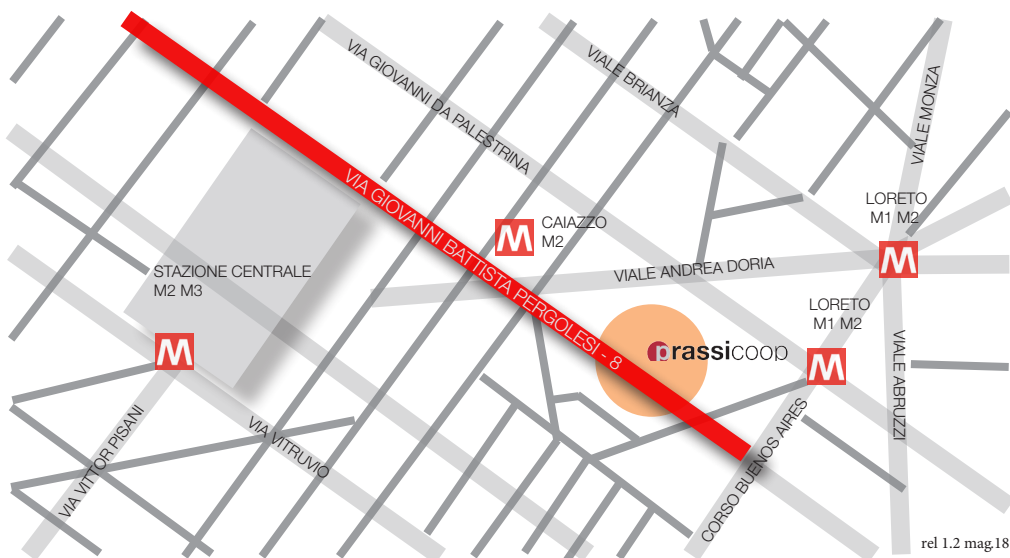 VIA GIOVANNI DA PALESTRINA
VIALE BRIANZA
VIALE MONZA
VIA GIOVANNI BATTISTA PERGOLESI - 8
LORETO
M1 M2
M
CAIAZZO
M2
M
VIALE ANDREA DORIA
STAZIONE CENTRALE
M2 M3
M
LORETO
M1 M2
M
prassicoop
VIALE ABRUZZI
VIA VITTOR PISANI
VIA VITRUVIO
CORSO BUENOS AIRES
rel 1.2 mag.18